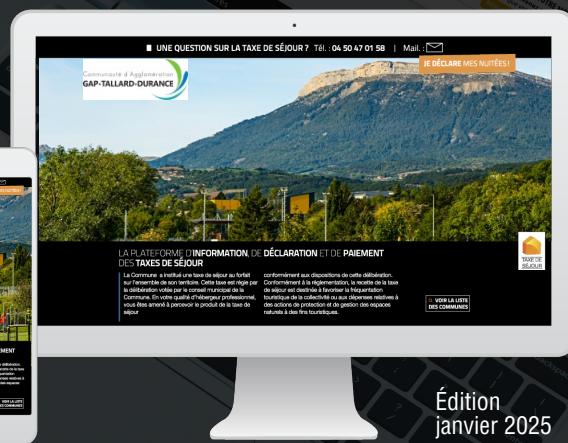 UNE QUESTION SUR LA TAXE DE SÉJOUR ? Tél. : 04 50 47 01 58 | Mail. :
JE DÉCLARE MES NUITÉES !
Communauté d'Agglomération
GAP·TALLARD·DURANCE
LA PLATEFORME D'INFORMATION, DE DÉCLARATION ET DE PAIEMENT
DES TAXES DE SÉJOUR
La Commune a institué une taxe de séjour au forfait
sur l'ensemble de son territoire. Cette taxe est régie par
la délibération votée par le conseil municipal de la
Commune. En votre qualité d'hébergeur professionnel,
vous êtes amené à percevoir le produit de la taxe de
séjour
conformément aux dispositions de cette délibération.
Conformément à la réglementation, la recette de la taxe
de séjour est destinée à favoriser la fréquentation
touristique de la collectivité ou aux dépenses relatives à
des actions de protection et de gestion des espaces
naturels à des fins touristiques.
VOIR LA LISTE
DES COMMUNES
TAXE DE
SÉJOUR
Édition
janvier 2025